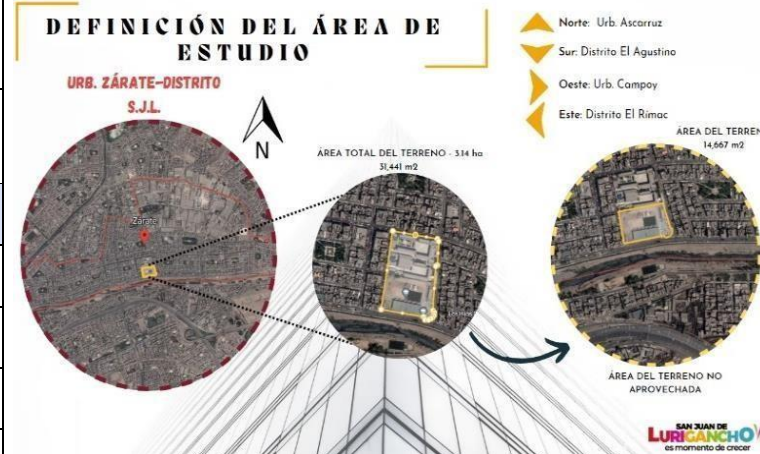 DEFINICIÓN DEL ÁREA DE
ESTUDIO
URB. ZÁRATE-DISTRITO
S.J.L.
N
Zárate
ÁREA TOTAL DEL TERRENO - 3.14 ha
31,441 m2
Norte: Urb. Ascarruz
Sur: Distrito El Agustino
Oeste: Urb. Campoy
Este: Distrito El Rímac
ÁREA DEL TERREN
14,667 m2
ÁREA DEL TERRENO NO
APROVECHADA
SAN JUAN DE
LURIGANCHO
es momento de crecer